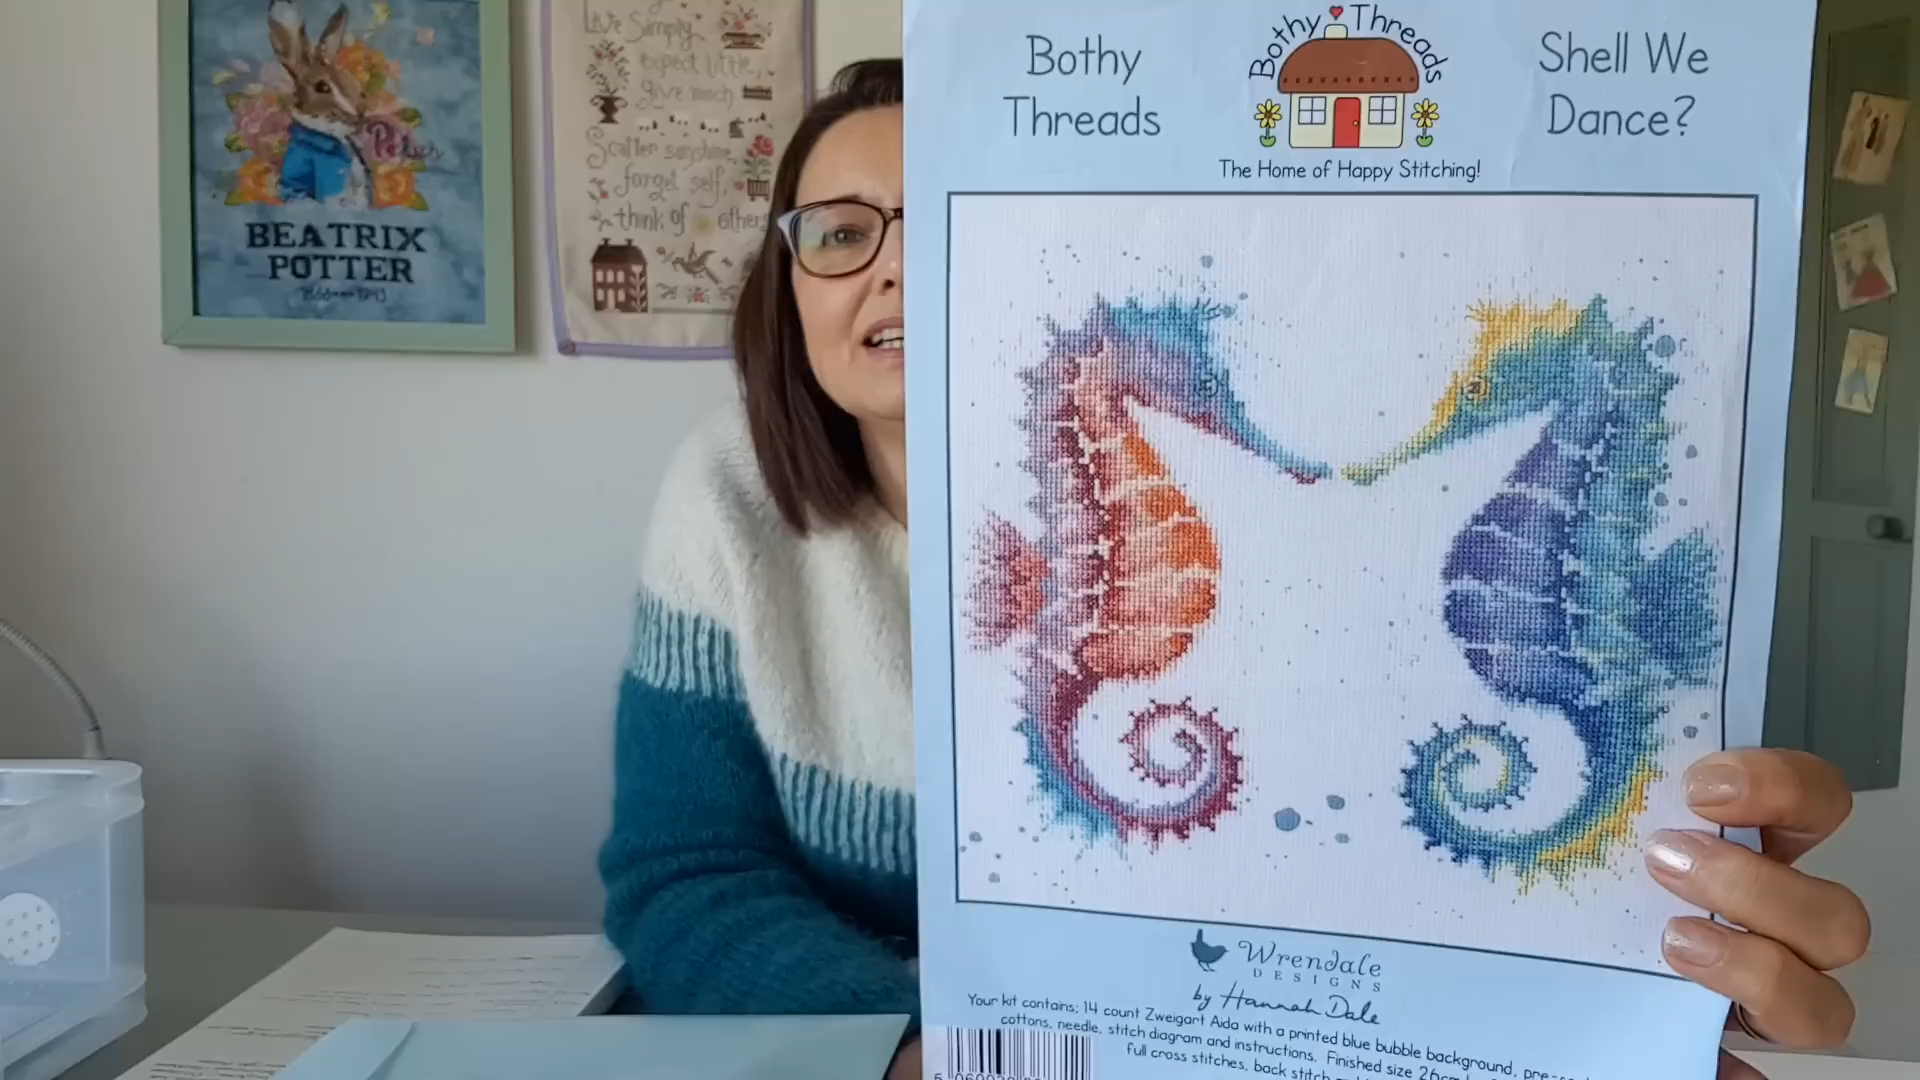 Peter
BEATRIX
POTTER
Live Simply
expect little,
give much
Scatter sunshine,
forget self,
think of others
Bothy
Threads
Bothy Threads
The Home of Happy Stitching!
Shell We
Dance?
Wrendale
DESIGNS
by Hannah Dale
Your kit contains; 14 count Zweigart Aida with a printed blue bubble background,
cottons, needle, stitch diagram and instructions. Finished size 26cm
full cross stitches, back stitch